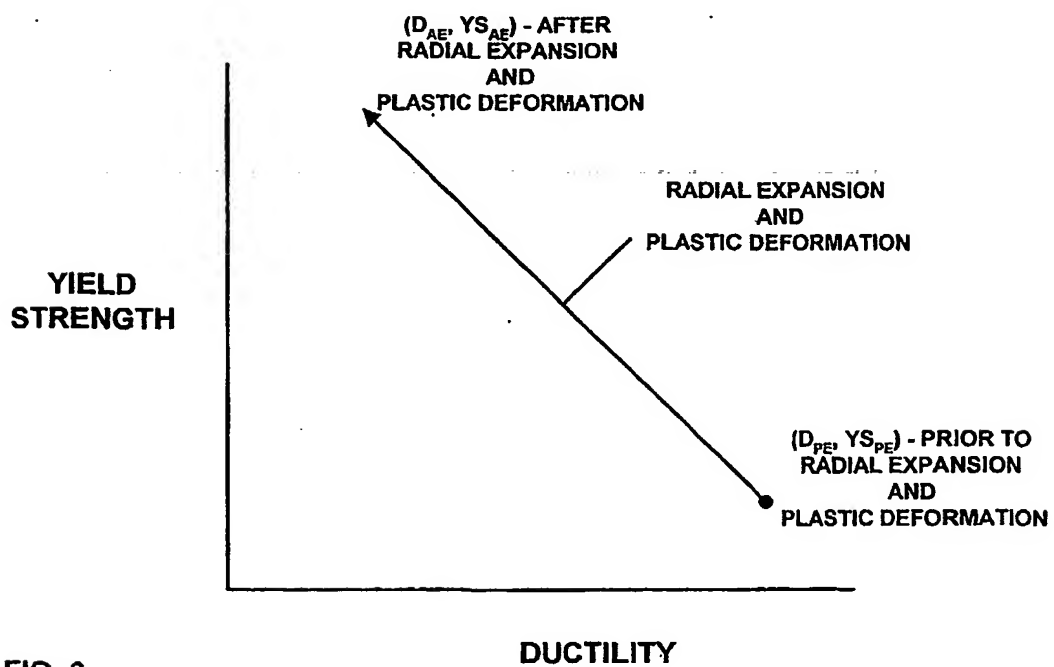 (D_AE, YS_AE) - AFTER
RADIAL EXPANSION
AND
PLASTIC DEFORMATION
RADIAL EXPANSION
AND
PLASTIC DEFORMATION
YIELD
STRENGTH
(D_PE, YS_PE) - PRIOR TO
RADIAL EXPANSION
AND
PLASTIC DEFORMATION
DUCTILITY